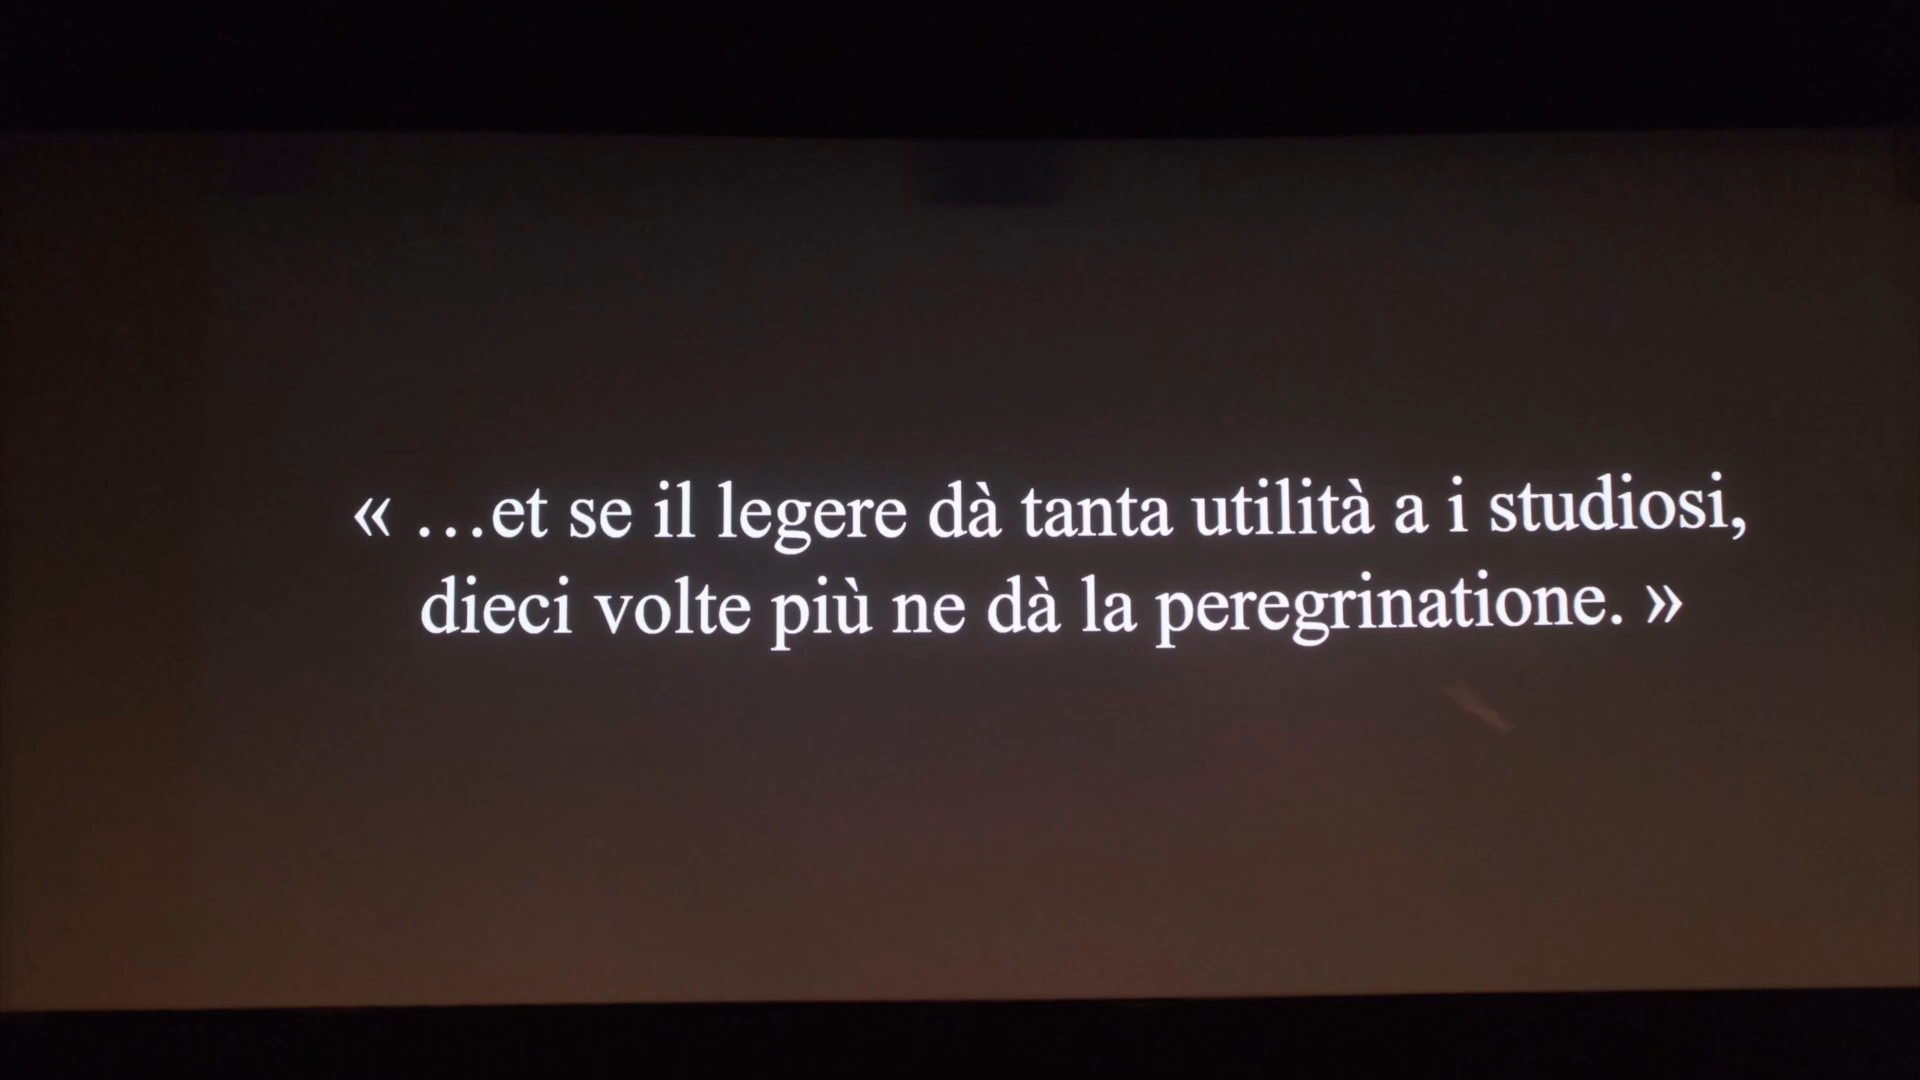 « …et se il legere dà tanta utilità a i studiosi,
dieci volte più ne dà la peregrinatione. »